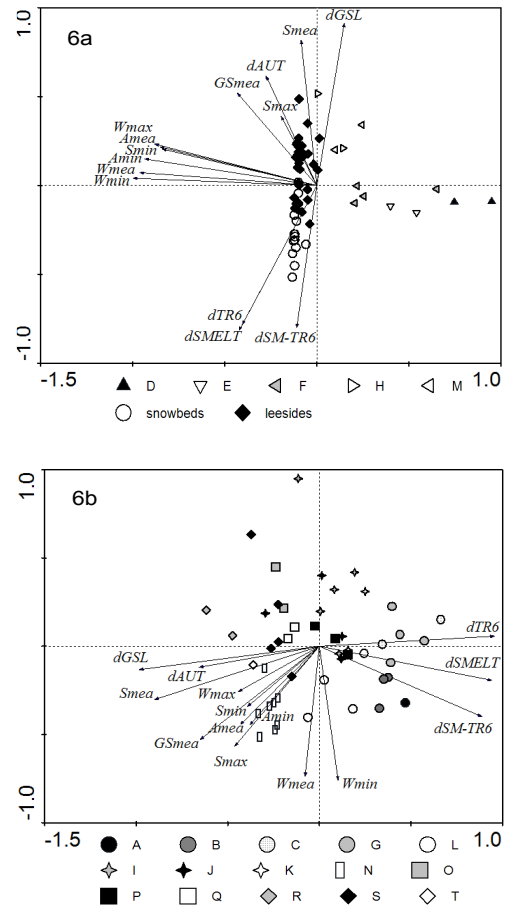 1.0
6a
dGSL
Smea
dAUT
GSmea
Smax
Wmax
Amea
Smin
Amin
Wmea
Wmin
dTR6
dSMELT
dSM-TR6
-1.0
-1.5
1.0
D E F H M
snowbeds leesides
1.0
6b
dTR6
dGSL
dAUT
dSMELT
Smea
Wmax
Smin
Amea
Amin
dSM-TR6
GSmea
Smax
Wmea
Wmin
-1.0
-1.0
1.0
A B C G L
I J K N O
P Q R S T